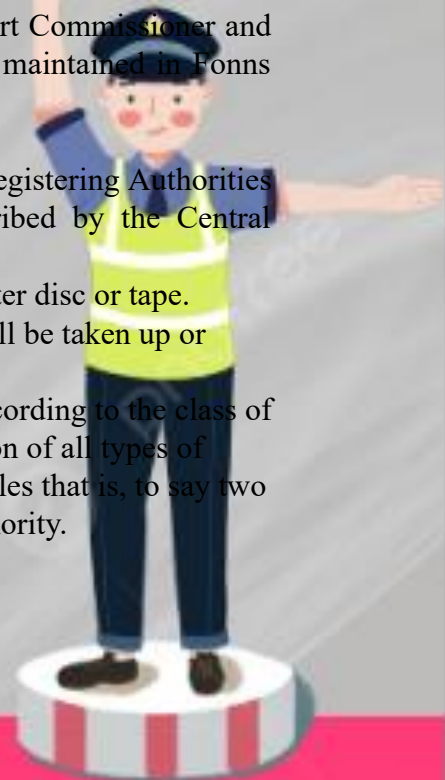 rt Commissioner and
maintained in Fonns
egistering Authorities
ribed by the Central
ter disc or tape.
ll be taken up or
cording to the class of
on of all types of
les that is, to say two
ority.